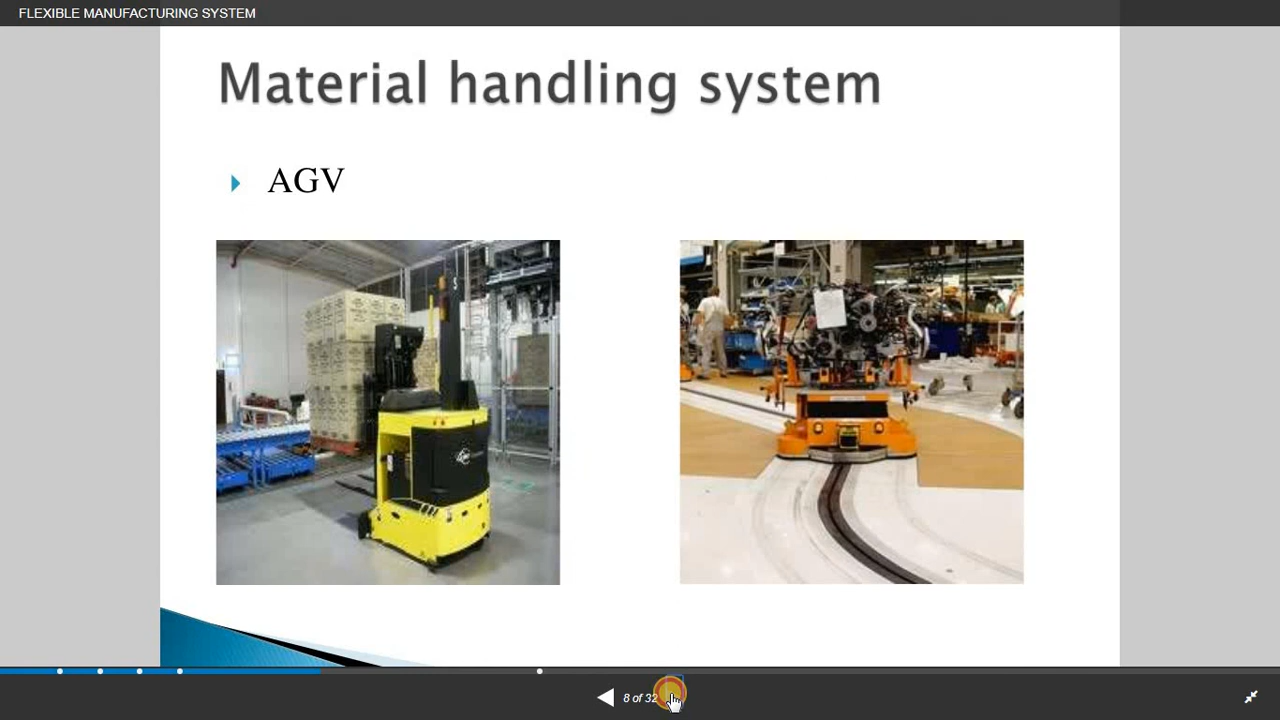 FLEXIBLE MANUFACTURING SYSTEM
Material handling system
AGV
8 of 32